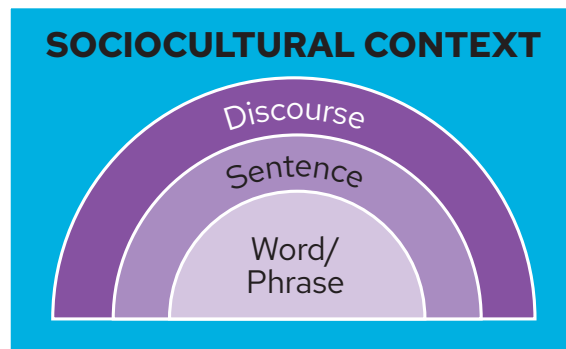 SOCIOCULTURAL CONTEXT
Discourse
Sentence
Word/
Phrase